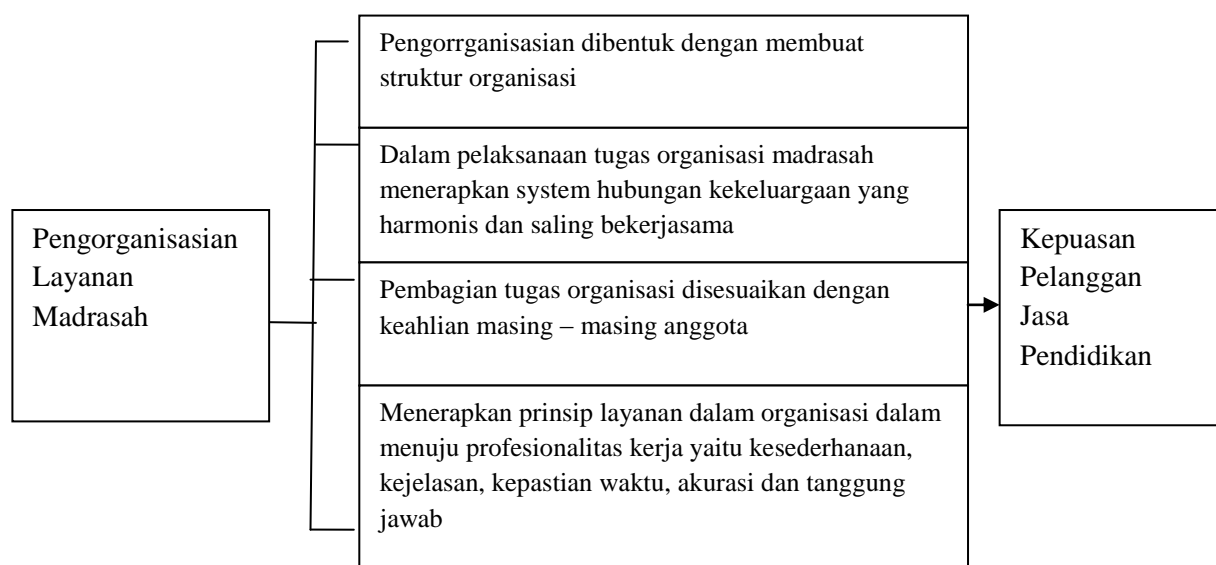 Pengorrganisasian dibentuk dengan membuat
struktur organisasi
Dalam pelaksanaan tugas organisasi madrasah
menerapkan system hubungan kekeluargaan yang
harmonis dan saling bekerjasama
Pengorganisasian
Layanan
Madrasah
Pembagian tugas organisasi disesuaikan dengan
keahlian masing – masing anggota
Menerapkan prinsip layanan dalam organisasi dalam
menuju profesionalitas kerja yaitu kesederhanaan,
kejelasan, kepastian waktu, akurasi dan tanggung
jawab
Kepuasan
Pelanggan
Jasa
Pendidikan